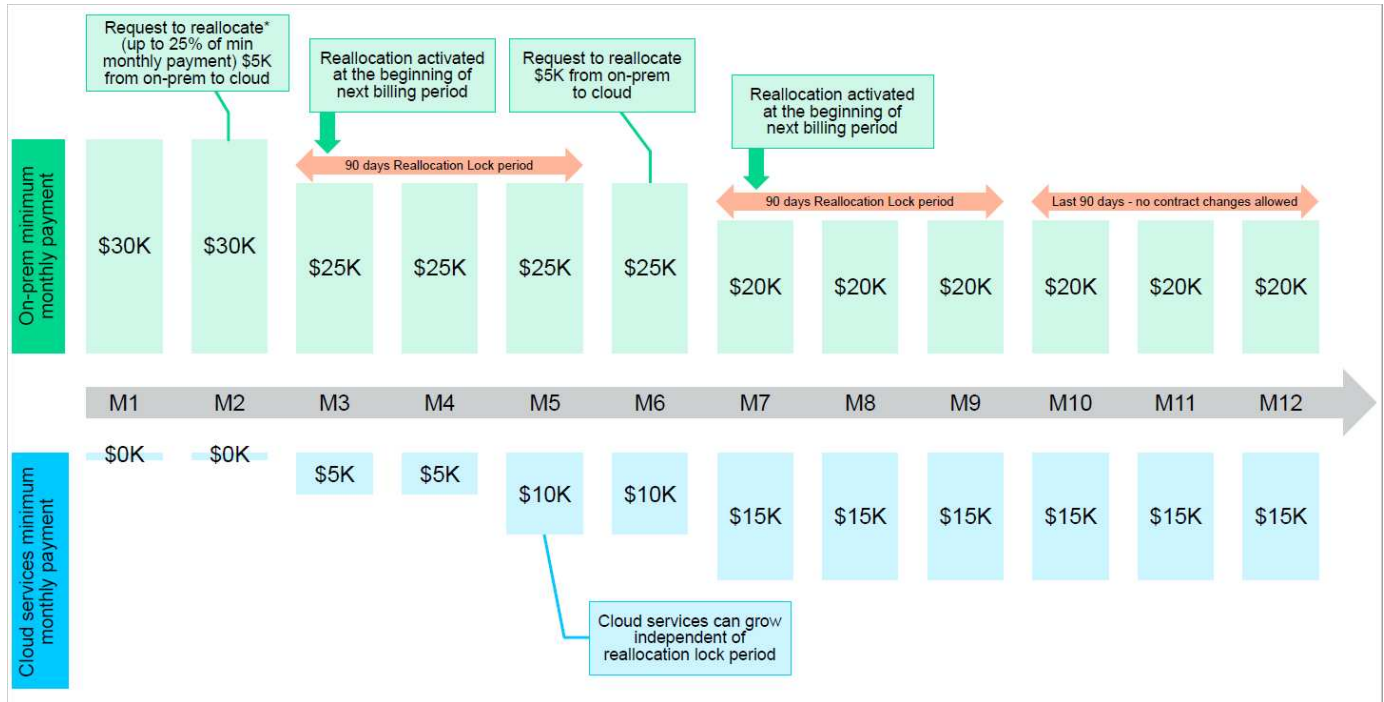 Request to reallocate*
(up to 25% of min
monthly payment) $5K
from on-prem to cloud
Reallocation activated
at the beginning of
next billing period
Request to reallocate
$5K from on-prem
to cloud
Reallocation activated
at the beginning of
next billing period
On-prem minimum
monthly payment
90 days Reallocation Lock period
90 days Reallocation Lock period
Last 90 days - no contract changes allowed
$30K $30K $25K $25K $25K $25K $20K $20K $20K $20K $20K $20K
M1 M2 M3 M4 M5 M6 M7 M8 M9 M10 M11 M12
Cloud services minimum
monthly payment
$0K $0K $5K $5K $10K $10K $15K $15K $15K $15K $15K $15K
Cloud services can grow
independent of
reallocation lock period